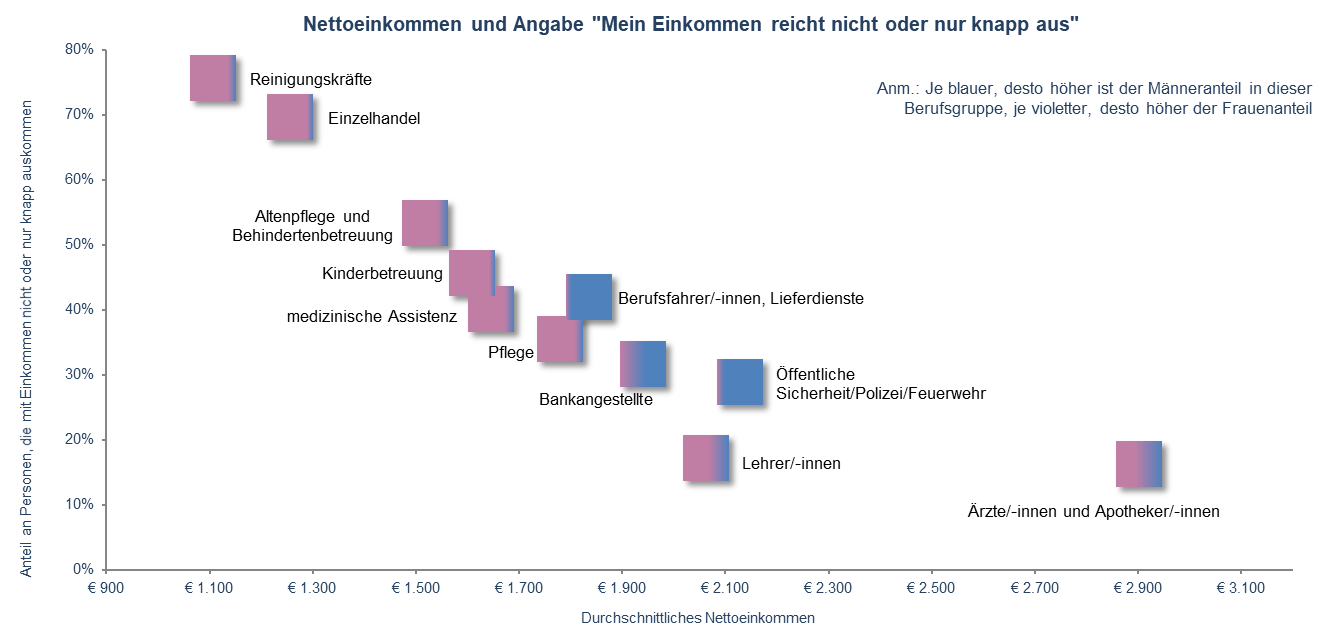 Nettoeinkommen und Angabe "Mein Einkommen reicht nicht oder nur knapp aus"
Anm.: Je blauer, desto höher ist der Männeranteil in dieser
Berufsgruppe, je violetter, desto höher der Frauenanteil
Anteil an Personen, die mit Einkommen nicht oder nur knapp auskommen
80%
70%
60%
50%
40%
30%
20%
10%
0%
Reinigungskräfte
Einzelhandel
Altenpflege und
Behindertenbetreuung
Kinderbetreuung
medizinische Assistenz
Berufsfahrer/-innen, Lieferdienste
Pflege
Bankangestellte
Öffentliche
Sicherheit/Polizei/Feuerwehr
Lehrer/-innen
Ärzte/-innen und Apotheker/-innen
€ 900
€ 1.100
€ 1.300
€ 1.500
€ 1.700
€ 1.900
€ 2.100
€ 2.300
€ 2.500
€ 2.700
€ 2.900
€ 3.100
Durchschnittliches Nettoeinkommen